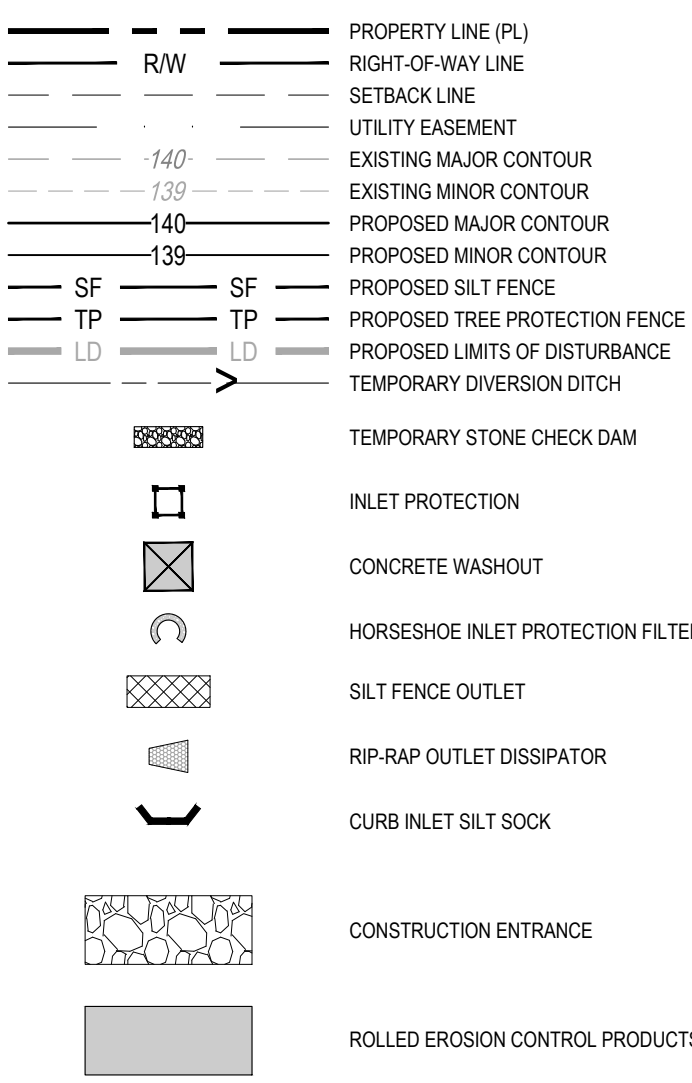 PROPERTY LINE (PL)
R/W RIGHT-OF-WAY LINE
SETBACK LINE
UTILITY EASEMENT
140 EXISTING MAJOR CONTOUR
139 EXISTING MINOR CONTOUR
140 PROPOSED MAJOR CONTOUR
139 PROPOSED MINOR CONTOUR
SF SF PROPOSED SILT FENCE
TP TP PROPOSED TREE PROTECTION FENCE
LD LD PROPOSED LIMITS OF DISTURBANCE
TEMPORARY DIVERSION DITCH
TEMPORARY STONE CHECK DAM
INLET PROTECTION
CONCRETE WASHOUT
HORSESHOE INLET PROTECTION FILTE
SILT FENCE OUTLET
RIP-RAP OUTLET DISSIPATOR
CURB INLET SILT SOCK
CONSTRUCTION ENTRANCE
ROLLED EROSION CONTROL PRODUCTS